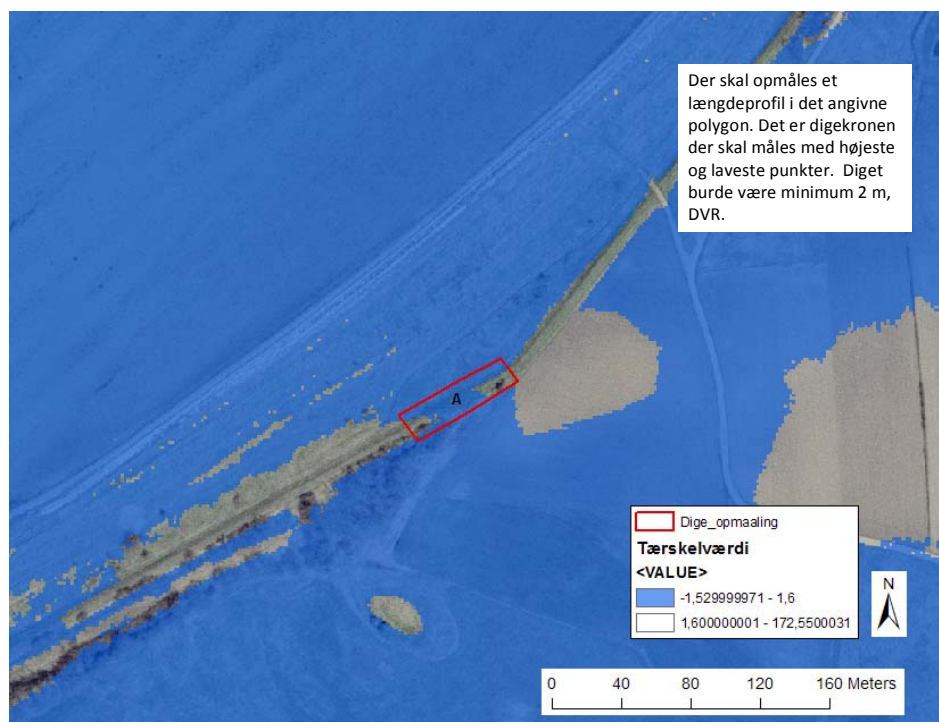 Der skal opmåles et
længdeprofil i det angivne
polygon. Det er digekronen
der skal måles med højeste
og laveste punkter. Diget
burde være minimum 2 m,
DVR.
A
Dige_opmaaling
Tærskelværdi
<VALUE>
-1,529999971 - 1,6
1,600000001 - 172,5500031
N
0 40 80 120 160 Meters